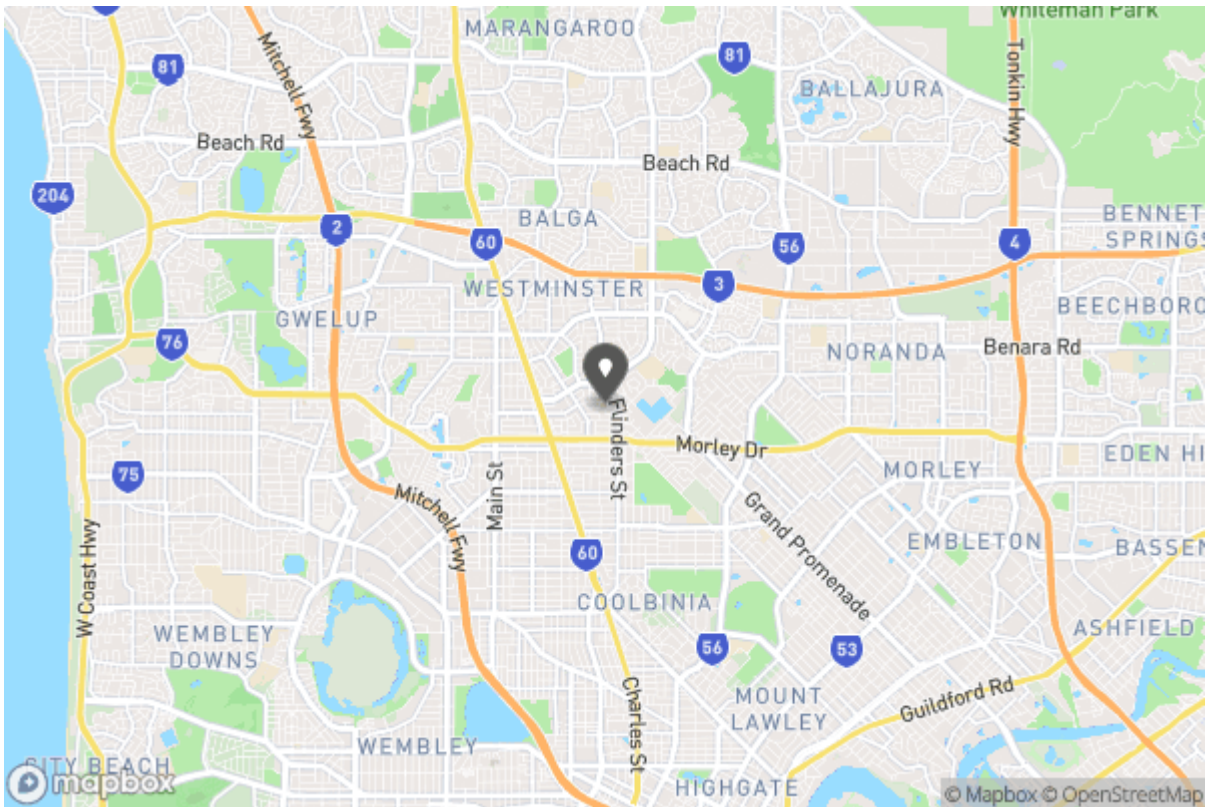 Whiteman Park
MARANGAROO
81
81
Mitchell Fwy
Tonkin Hwy
BALLAJURA
Beach Rd
Beach Rd
204
BALGA
BENNET
SPRINGS
2
60
56
4
3
WESTMINSTER
BEECHBORO
GWELUP
76
NORANDA
Benara Rd
Flinders St
Morley Dr
EDEN HI
75
Main St
MORLEY
Mitchell Fwy
Grand Promenade
W Coast Hwy
60
EMBLETON
BASSEN
COOLBINIA
WEMBLEY
DOWNS
56
53
ASHFIELD
Charles St
MOUNT
LAWLEY
Guildford Rd
WEMBLEY
CITY BEACH
HIGHGATE
mapbox
© Mapbox © OpenStreetMap